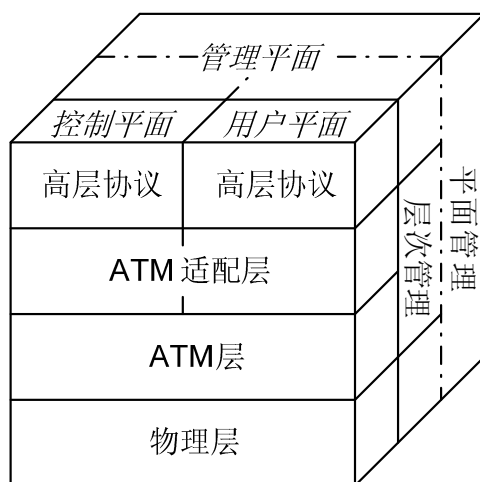 管理平面
控制平面
用户平面
高层协议
高层协议
ATM 适配层
ATM层
物理层
层次管理
平面管理